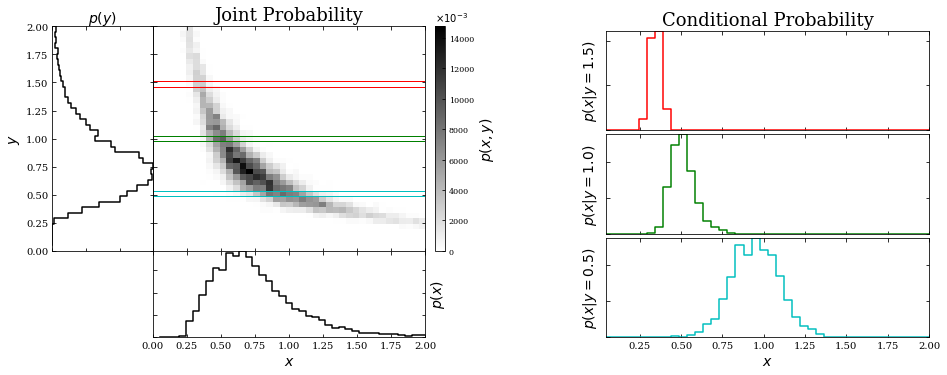 p(y)
Joint Probability
×10⁻³
2.00
1.75
1.50
1.25
1.00
0.75
0.50
0.25
0.00
y
14000
12000
10000
8000
6000
4000
2000
0
p(x, y)
p(x)
0.00 0.25 0.50 0.75 1.00 1.25 1.50 1.75 2.00
x
Conditional Probability
p(x|y = 1.5)
p(x|y = 1.0)
p(x|y = 0.5)
0.25 0.50 0.75 1.00 1.25 1.50 1.75 2.00
x